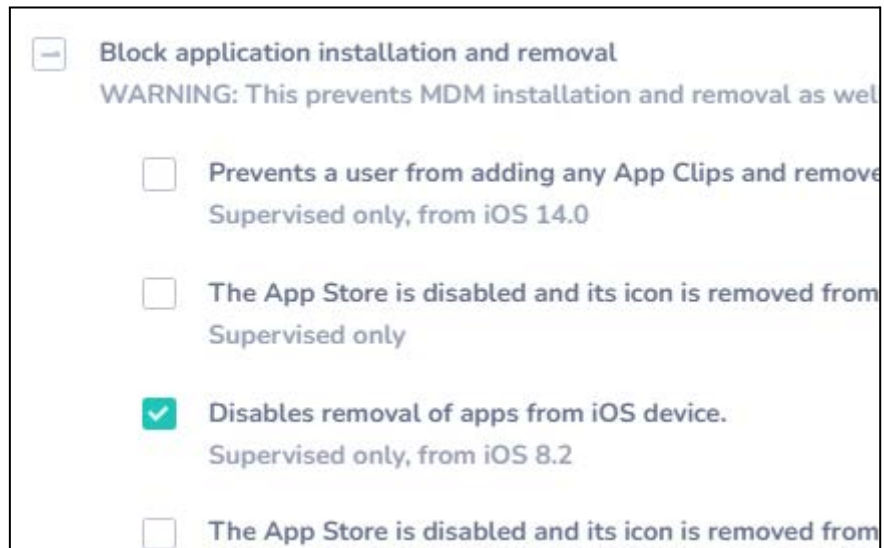 Block application installation and removal
WARNING: This prevents MDM installation and removal as wel
Prevents a user from adding any App Clips and remove
Supervised only, from iOS 14.0
The App Store is disabled and its icon is removed from
Supervised only
Disables removal of apps from iOS device.
Supervised only, from iOS 8.2
The App Store is disabled and its icon is removed from